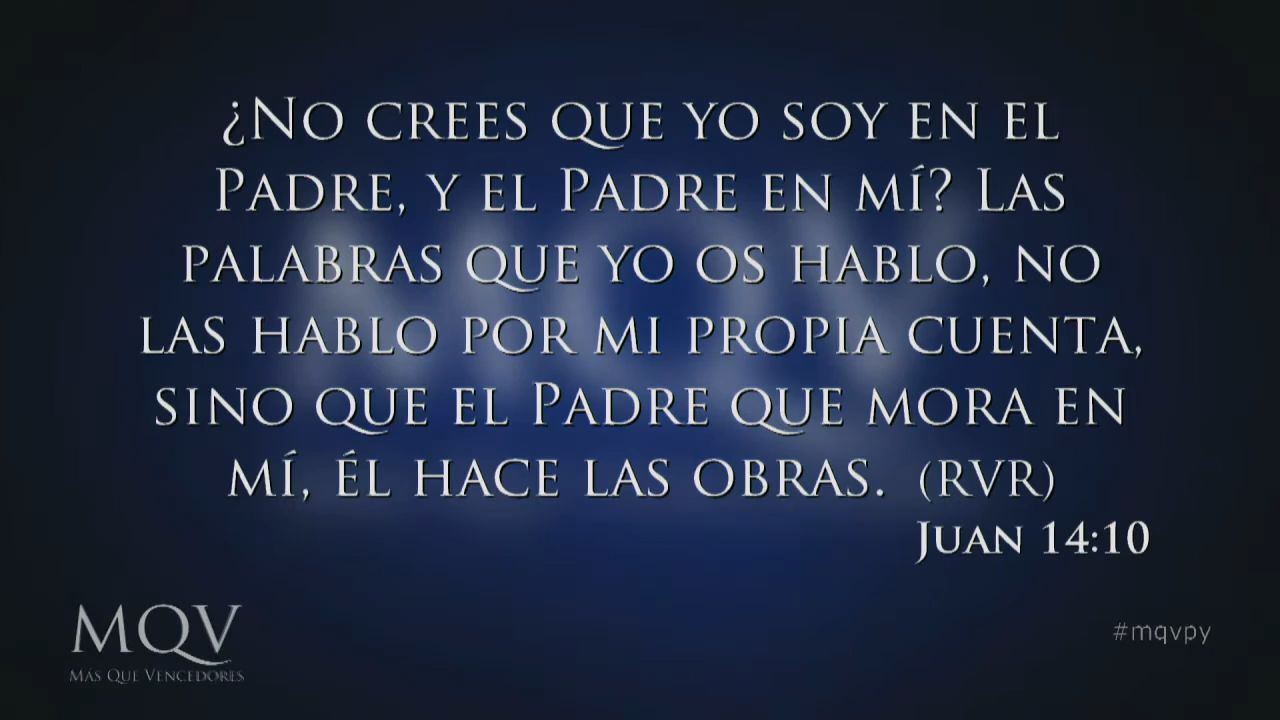 ¿No crees que yo soy en el
Padre, y el Padre en mí? Las
palabras que yo os hablo, no
las hablo por mi propia cuenta,
sino que el Padre que mora en
mí, él hace las obras. (RVR)
Juan 14:10
MQV
Más Que Vencedores
#mqvpy